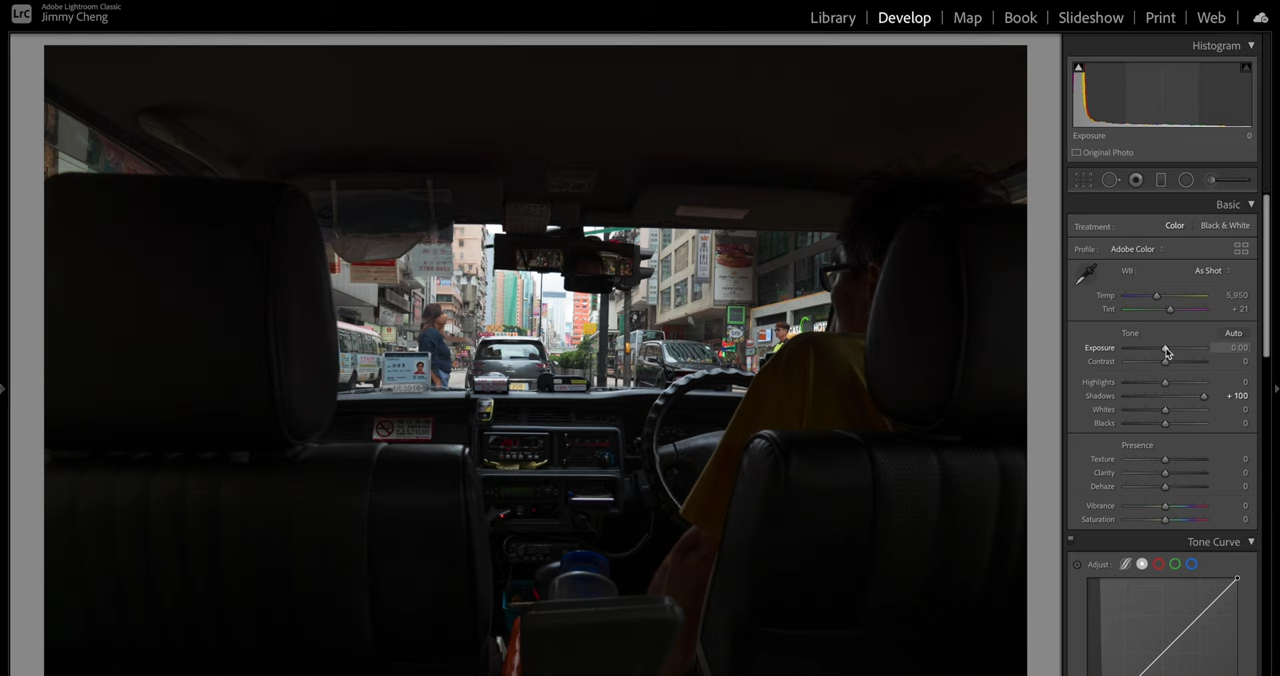 LrC
Adobe Lightroom Classic
Jimmy Cheng
Library | Develop | Map | Book | Slideshow | Print | Web
Histogram
Exposure 0
Original Photo
Basic
Treatment : Color Black & White
Profile : Adobe Color
WB : As Shot
Temp 5,950
Tint + 21
Tone Auto
Exposure 0.00
Contrast 0
Highlights 0
Shadows + 100
Whites 0
Blacks 0
Presence
Texture 0
Clarity 0
Dehaze 0
Vibrance 0
Saturation 0
Tone Curve
Adjust :